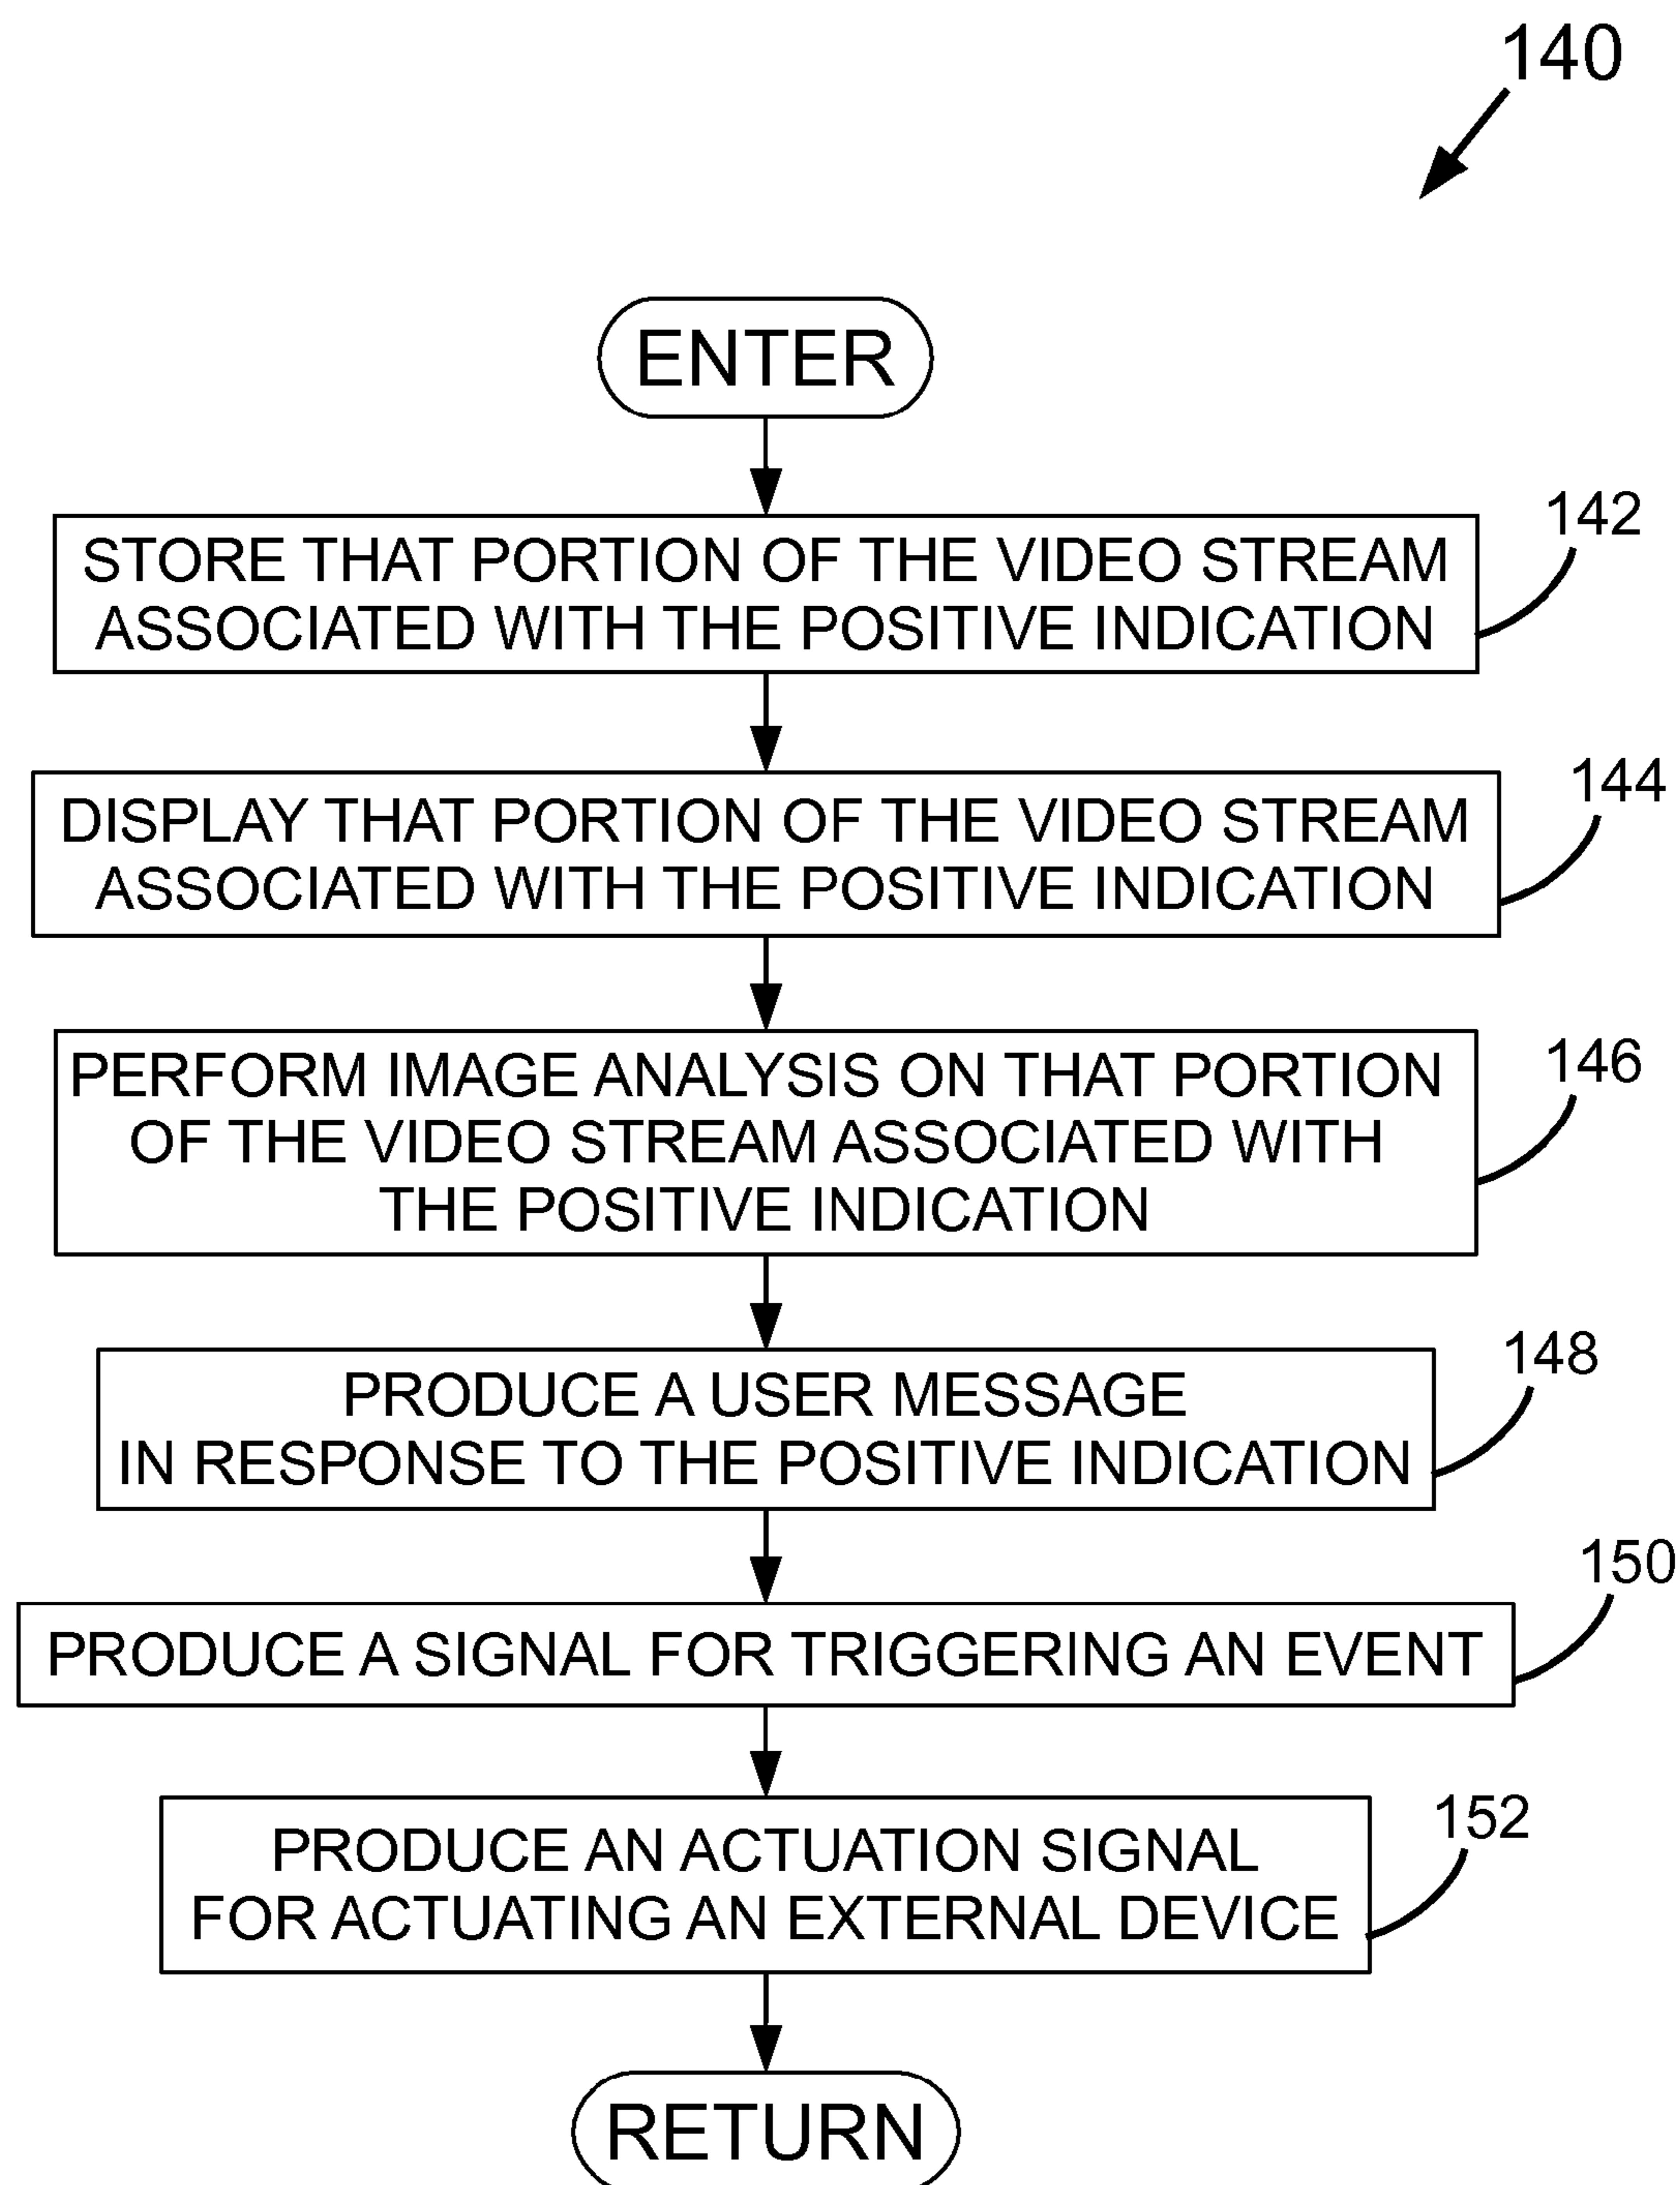 140
ENTER
142
STORE THAT PORTION OF THE VIDEO STREAM
ASSOCIATED WITH THE POSITIVE INDICATION
144
DISPLAY THAT PORTION OF THE VIDEO STREAM
ASSOCIATED WITH THE POSITIVE INDICATION
146
PERFORM IMAGE ANALYSIS ON THAT PORTION
OF THE VIDEO STREAM ASSOCIATED WITH
THE POSITIVE INDICATION
148
PRODUCE A USER MESSAGE
IN RESPONSE TO THE POSITIVE INDICATION
150
PRODUCE A SIGNAL FOR TRIGGERING AN EVENT
152
PRODUCE AN ACTUATION SIGNAL
FOR ACTUATING AN EXTERNAL DEVICE
RETURN